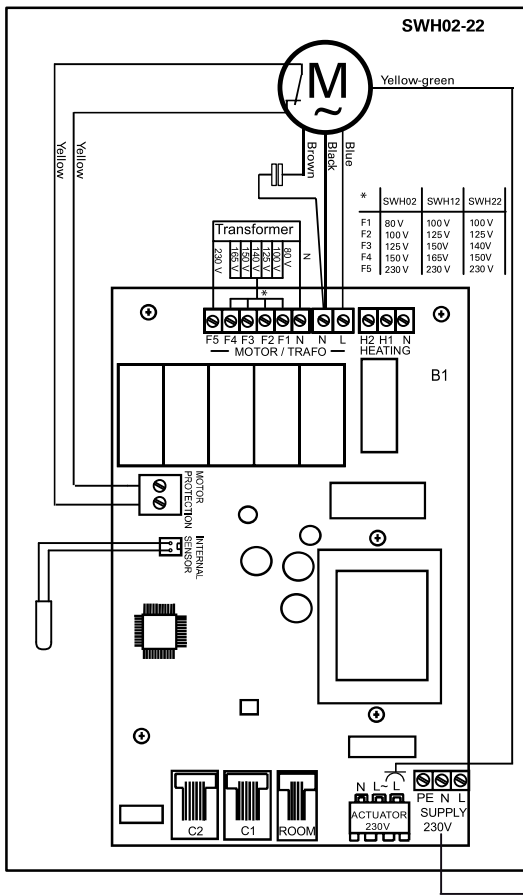 SWH02-22
M
~
Yellow-green
Yellow
Yellow
Brown
Black
Blue
* SWH02 SWH12 SWH22
F1 80 V 100 V 100 V
F2 100 V 125 V 125 V
F3 125 V 150V 140V
F4 150 V 165V 150V
F5 230 V 230 V 230 V
Transformer
230 V
165 V
150 V
140 V
125 V
100 V
80 V
N
*
F5 F4 F3 F2 F1 N N L H2 H1 N
MOTOR / TRAFO
HEATING
B1
MOTOR
PROTECTION
INTERNAL
SENSOR
N L~ L
PE N L
ACTUATOR
230V
SUPPLY
230V
C2 C1 ROOM